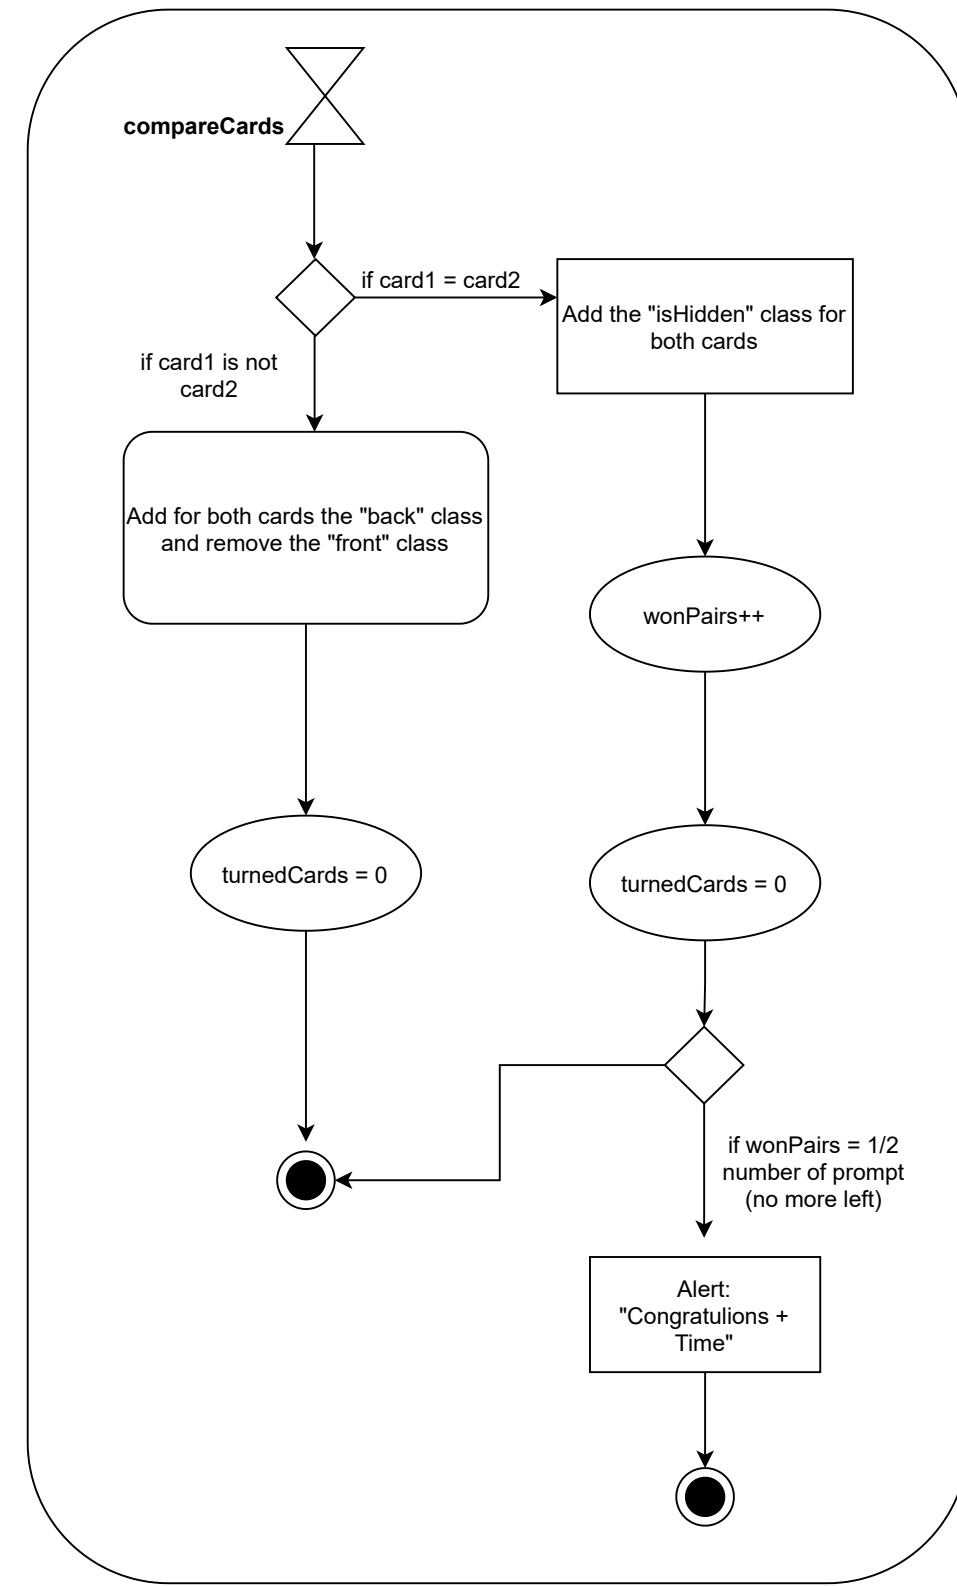 compareCards
if card1 = card2
Add the "isHidden" class for
both cards
if card1 is not
card2
Add for both cards the "back" class
and remove the "front" class
wonPairs++
turnedCards = 0
turnedCards = 0
if wonPairs = 1/2
number of prompt
(no more left)
Alert:
"Congratulions +
Time"